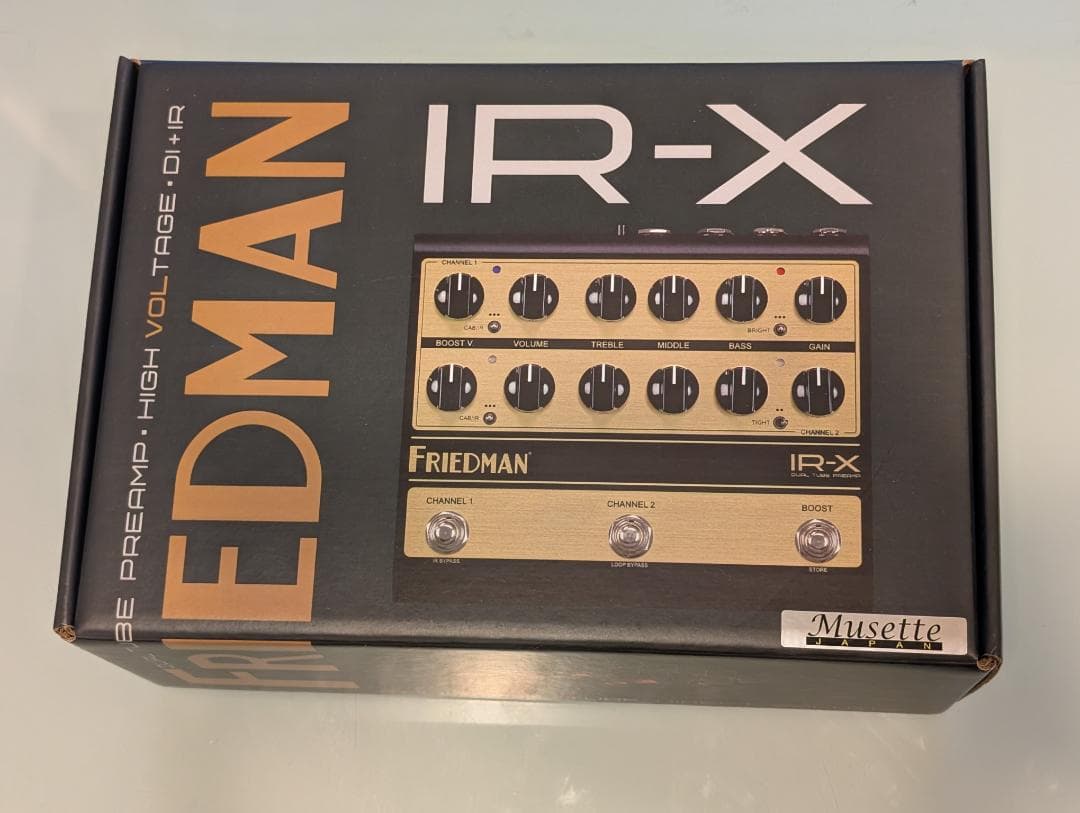 BE PREAMP • HIGH VOLTAGE • DI+IR
FRIEDMAN
IR-X
CHANNEL 1
CAB/IR
BRIGHT
BOOST V. VOLUME TREBLE MIDDLE BASS GAIN
CAB/IR
TIGHT
CHANNEL 2
FRIEDMAN
IR-X
DUAL TUBE PREAMP
CHANNEL 1 CHANNEL 2 BOOST
IR BYPASS LOOP BYPASS STORE
Musette
JAPAN